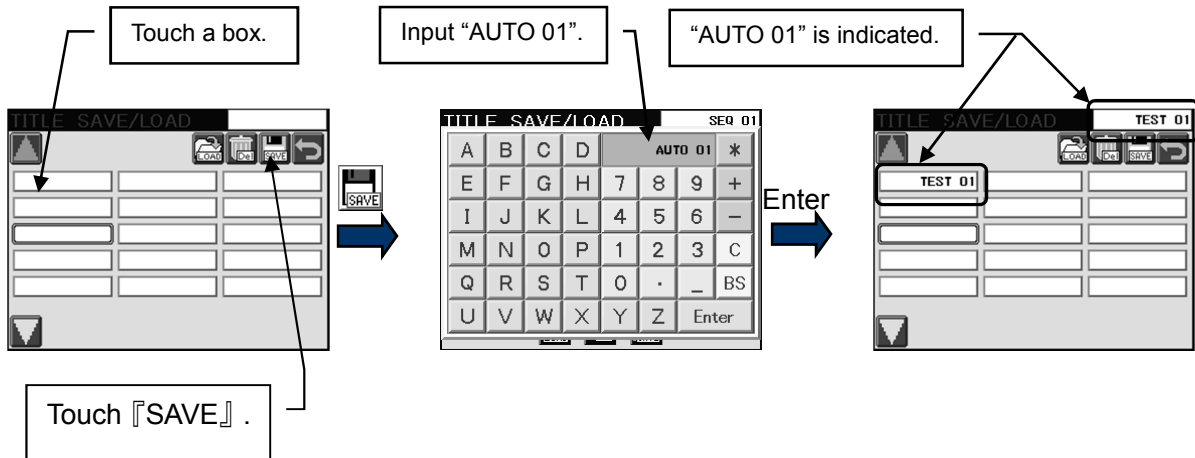 Touch a box.
Input “AUTO 01”.
“AUTO 01” is indicated.
TITLE SAVE/LOAD
LOAD Del SAVE
SAVE
TITLE SAVE/LOAD SEQ 01
A B C D AUTO 01 *
E F G H 7 8 9 +
I J K L 4 5 6 −
M N O P 1 2 3 C
Q R S T 0 . _ BS
U V W X Y Z Enter
Enter
TITLE SAVE/LOAD TEST 01
LOAD Del SAVE
TEST 01
Touch『SAVE』.